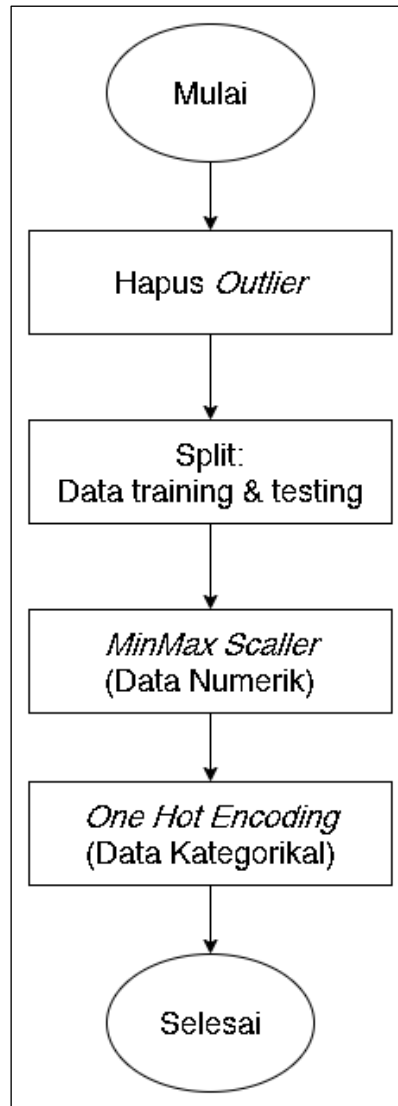 Mulai
Hapus Outlier
Split:
Data training & testing
MinMax Scaller
(Data Numerik)
One Hot Encoding
(Data Kategorikal)
Selesai